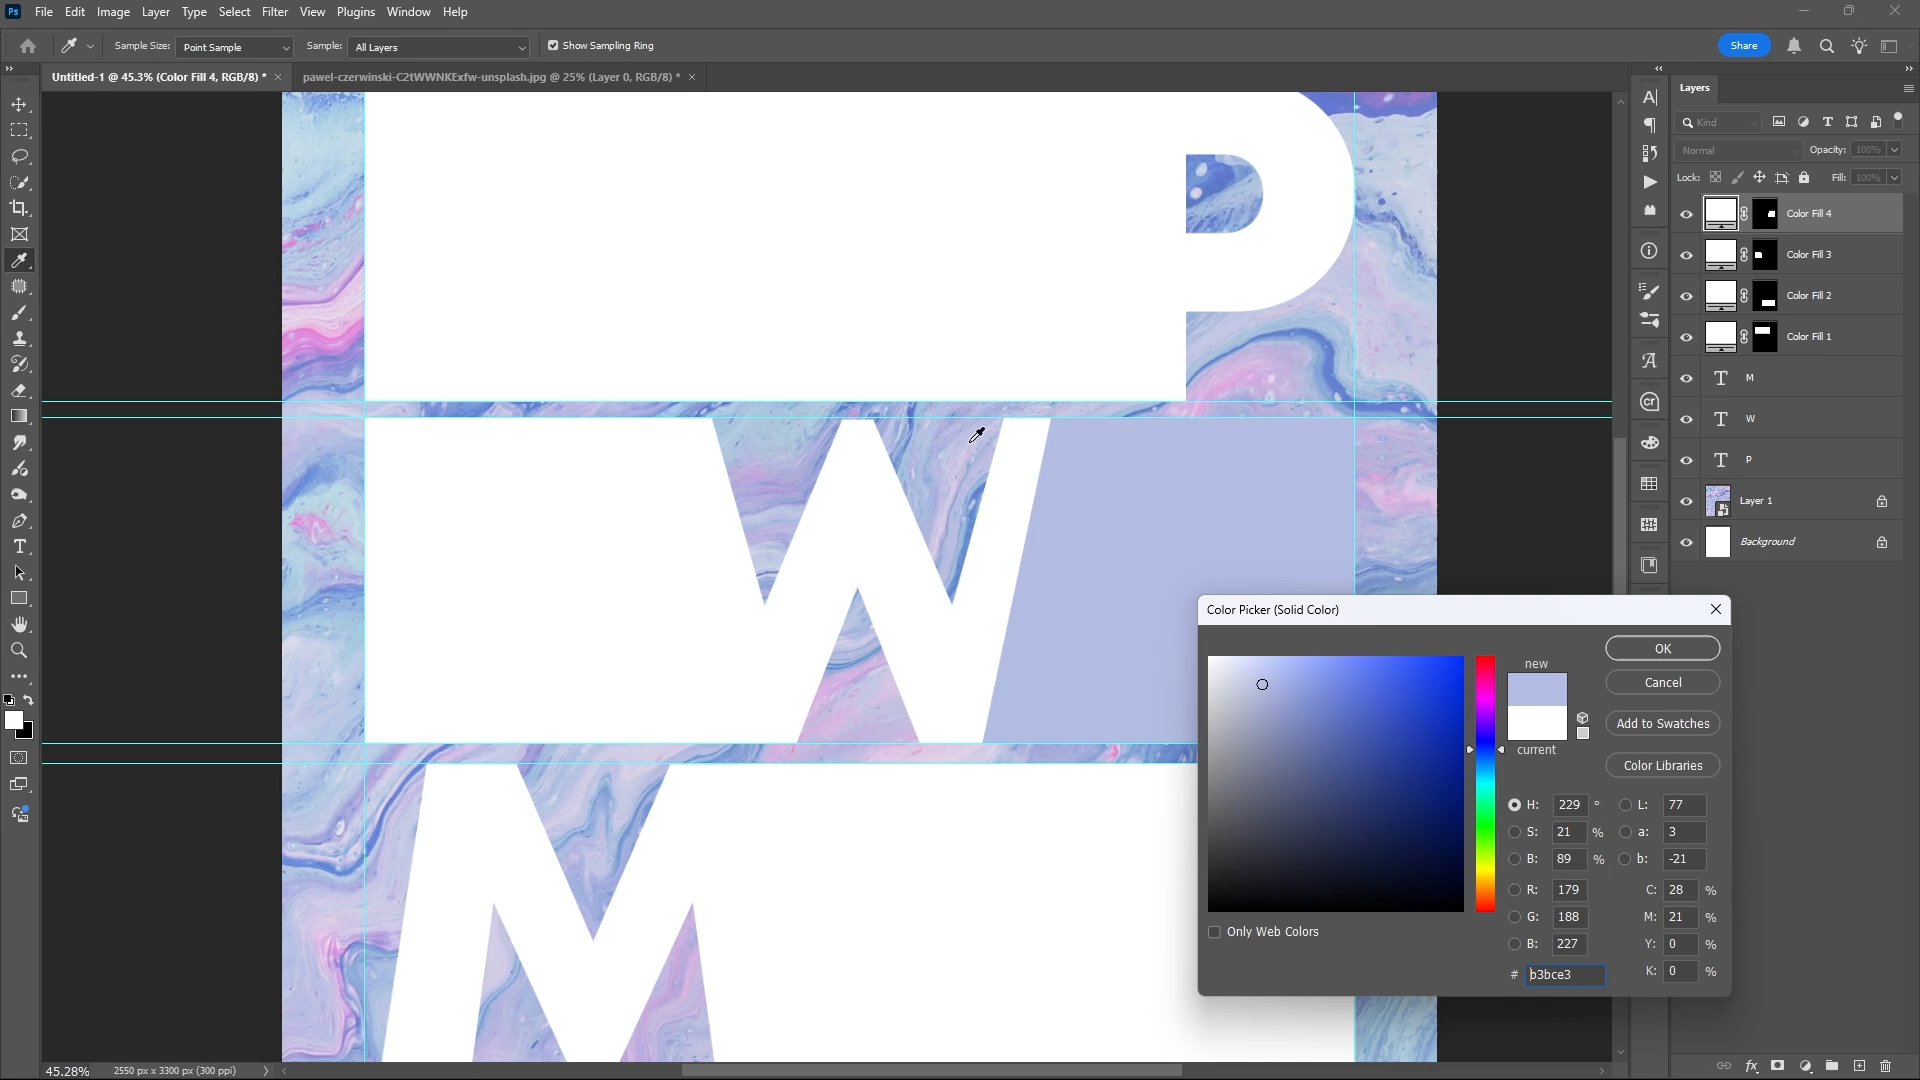 Ps File Edit Image Layer Type Select Filter View Plugins Window Help
Sample Size: Point Sample Sample: All Layers Show Sampling Ring Share
Untitled-1 @ 45.3% (Color Fill 4, RGB/8) * pawel-czerwinski-C2tWWNKExfw-unsplash.jpg @ 25% (Layer 0, RGB/8) *
Layers
Kind
Normal Opacity: 100%
Lock: Fill: 100%
Color Fill 4
Color Fill 3
Color Fill 2
Color Fill 1
M
W
P
Layer 1
Background
P
W
M
Color Picker (Solid Color)
new
current
OK
Cancel
Add to Swatches
Color Libraries
H: 229 ° L: 77
S: 21 % a: 3
B: 89 % b: -21
R: 179 C: 28 %
G: 188 M: 21 %
B: 227 Y: 0 %
# b3bce3 K: 0 %
Only Web Colors
45.28% 2550 px x 3300 px (300 ppi)